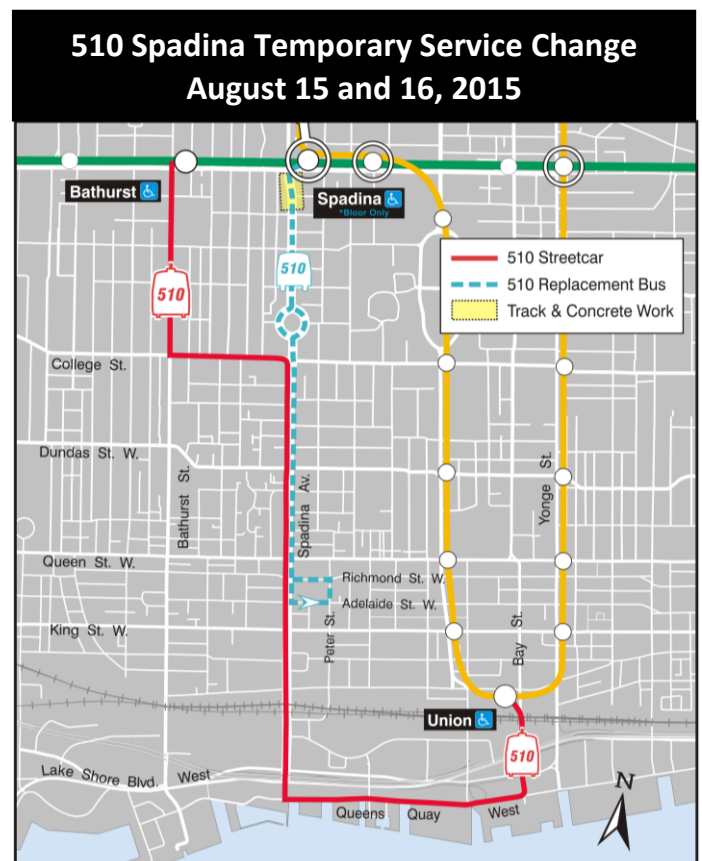 510 Spadina Temporary Service Change
August 15 and 16, 2015
Bathurst
Spadina
*Bloor Only
510
510
510 Streetcar
510 Replacement Bus
Track & Concrete Work
College St.
Dundas St. W.
Bathurst St.
Spadina Av.
Yonge St.
Queen St. W.
Richmond St. W.
Adelaide St. W.
King St. W.
Peter St.
Bay St.
Union
510
Lake Shore Blvd. West
Queens Quay West
N